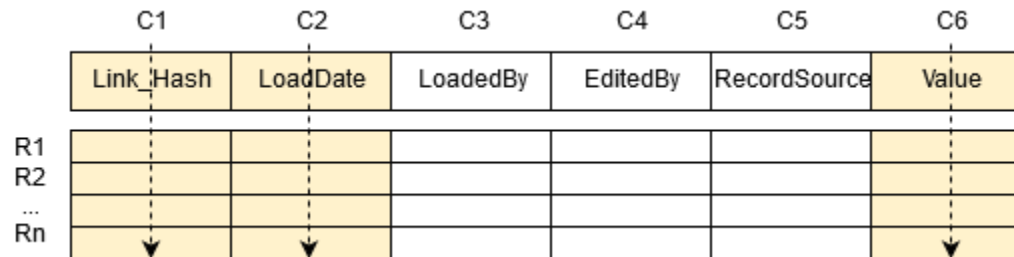 C1 C2 C3 C4 C5 C6
Link_Hash LoadDate LoadedBy EditedBy RecordSource Value
R1
R2
...
Rn